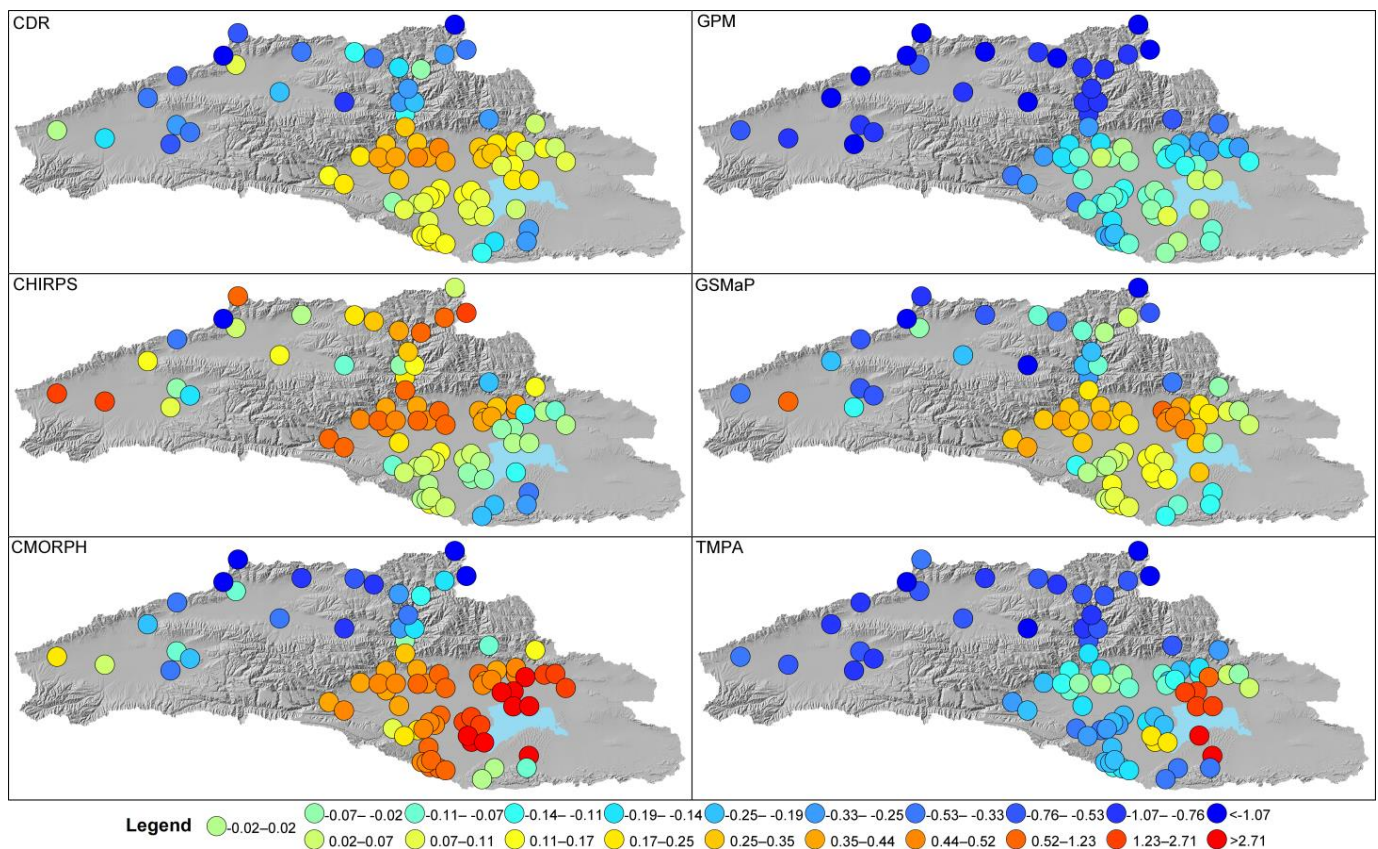 CDR
GPM
CHIRPS
GSMaP
CMORPH
TMPA
Legend
-0.02–0.02
-0.07– -0.02 -0.11– -0.07 -0.14– -0.11 -0.19– -0.14 -0.25– -0.19 -0.33– -0.25 -0.53– -0.33 -0.76– -0.53 -1.07– -0.76 <-1.07
0.02–0.07 0.07–0.11 0.11–0.17 0.17–0.25 0.25–0.35 0.35–0.44 0.44–0.52 0.52–1.23 1.23–2.71 >2.71